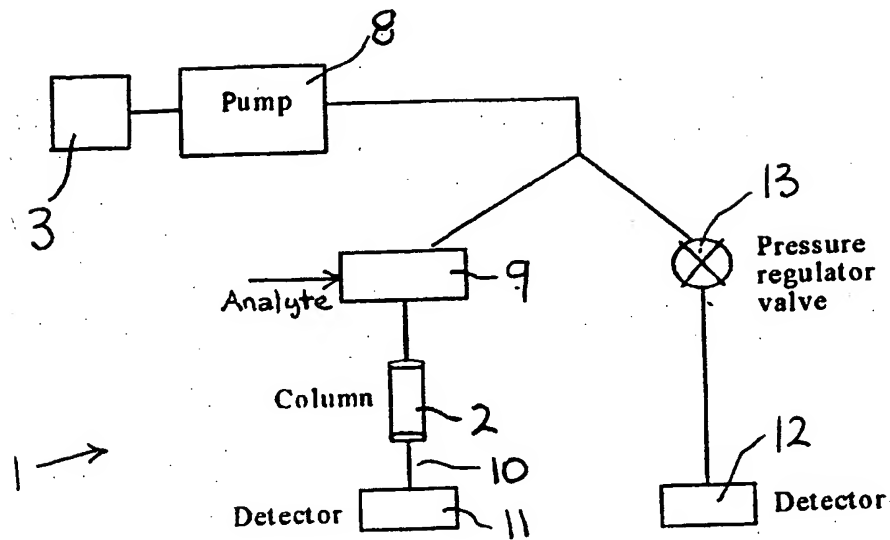 8
Pump
3
13
Pressure
regulator
valve
9
Analyte
Column
2
12
1
10
Detector
11
Detector